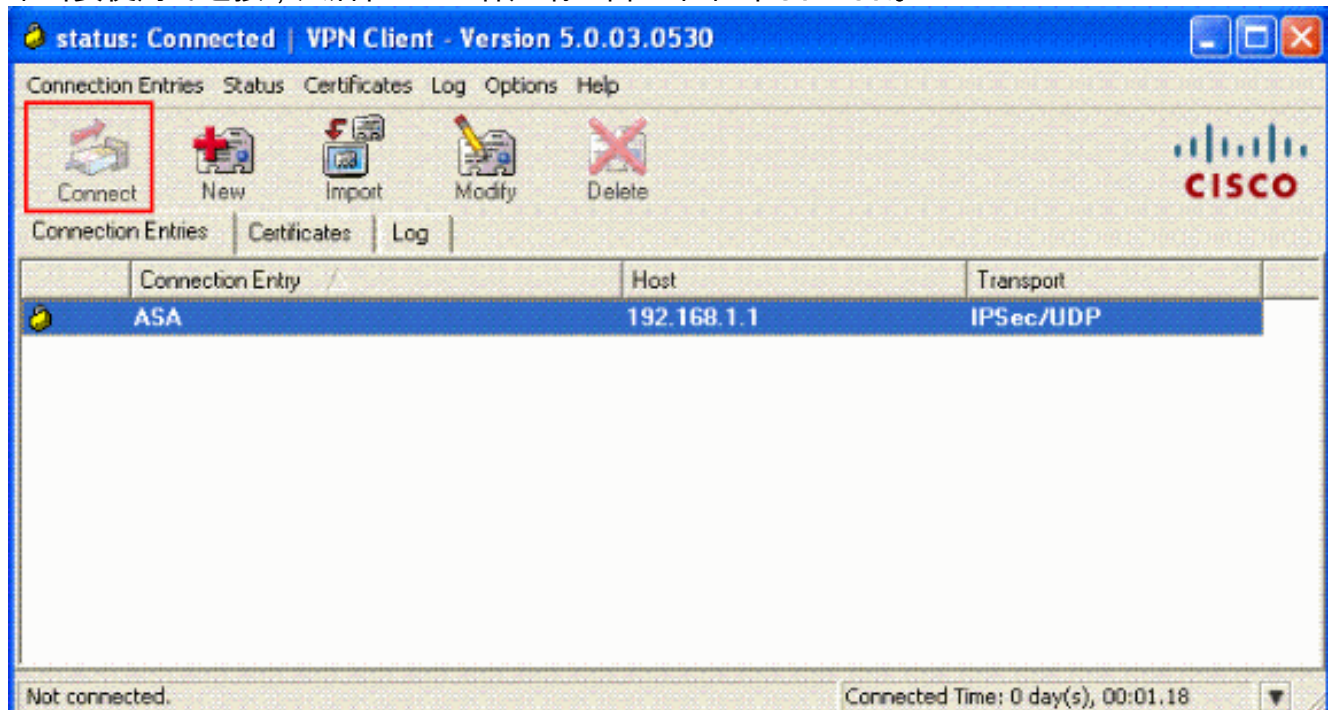 status: Connected | VPN Client - Version 5.0.03.0530
Connection Entries Status Certificates Log Options Help
Connect New Import Modify Delete
CISCO
Connection Entries Certificates Log
Connection Entry Host Transport
ASA 192.168.1.1 IPSec/UDP
Not connected. Connected Time: 0 day(s), 00:01.18